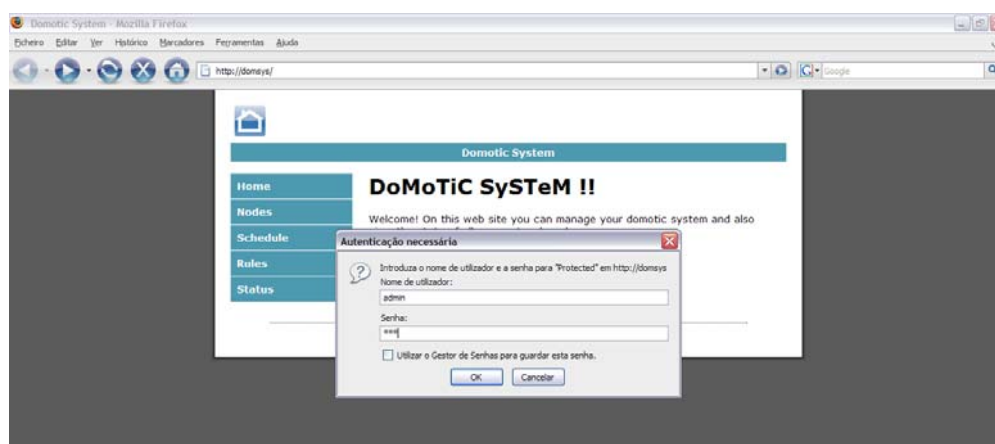 Domotic System - Mozilla Firefox
Ficheiro Editar Ver Histórico Marcadores Ferramentas Ajuda
http://domsys/
Google
Domotic System
Home
Nodes
Schedule
Rules
Status
DoMoTiC SySTeM !!
Welcome! On this web site you can manage your domotic system and also
Autenticação necessária
Introduza o nome de utilizador e a senha para "Protected" em http://domsys
Nome de utilizador:
admin
Senha:
***
Utilizar o Gestor de Senhas para guardar esta senha.
OK Cancelar